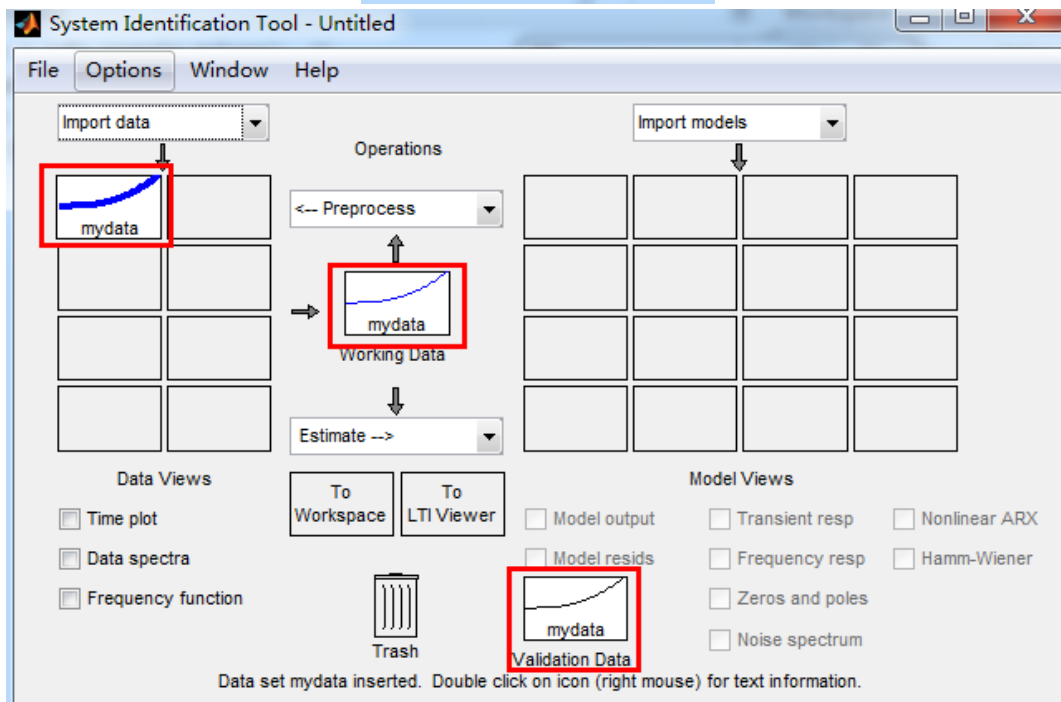 System Identification Tool - Untitled
File Options Window Help
Import data
Import models
Operations
mydata
<-- Preprocess
mydata
Working Data
Estimate -->
Data Views
Model Views
To Workspace
To LTI Viewer
Time plot
Data spectra
Frequency function
Model output
Transient resp
Nonlinear ARX
Model resids
Frequency resp
Hamm-Wiener
Zeros and poles
Noise spectrum
Trash
mydata
Validation Data
Data set mydata inserted. Double click on icon (right mouse) for text information.